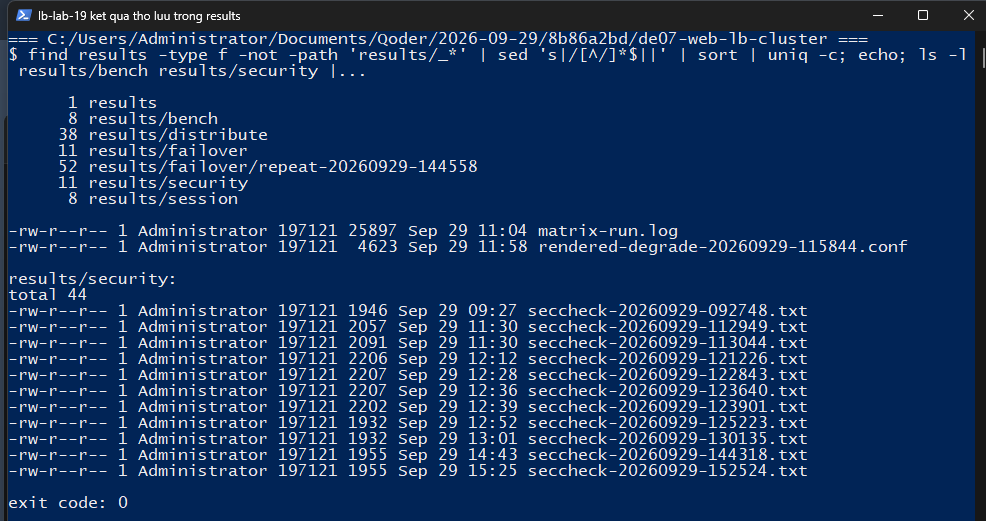 lb-lab-19 ket qua tho luu trong results
=== C:/Users/Administrator/Documents/Qoder/2026-09-29/8b86a2bd/de07-web-lb-cluster ===
$ find results -type f -not -path 'results/_*' | sed 's|/[^/]*$||' | sort | uniq -c; echo; ls -l
 results/bench results/security |...
1 results
8 results/bench
38 results/distribute
11 results/failover
52 results/failover/repeat-20260929-144558
11 results/security
8 results/session
-rw-r--r-- 1 Administrator 197121 25897 Sep 29 11:04 matrix-run.log
-rw-r--r-- 1 Administrator 197121  4623 Sep 29 11:58 rendered-degrade-20260929-115844.conf
results/security:
total 44
-rw-r--r-- 1 Administrator 197121 1946 Sep 29 09:27 seccheck-20260929-092748.txt
-rw-r--r-- 1 Administrator 197121 2057 Sep 29 11:30 seccheck-20260929-112949.txt
-rw-r--r-- 1 Administrator 197121 2091 Sep 29 11:30 seccheck-20260929-113044.txt
-rw-r--r-- 1 Administrator 197121 2206 Sep 29 12:12 seccheck-20260929-121226.txt
-rw-r--r-- 1 Administrator 197121 2207 Sep 29 12:28 seccheck-20260929-122843.txt
-rw-r--r-- 1 Administrator 197121 2207 Sep 29 12:36 seccheck-20260929-123640.txt
-rw-r--r-- 1 Administrator 197121 2202 Sep 29 12:39 seccheck-20260929-123901.txt
-rw-r--r-- 1 Administrator 197121 1932 Sep 29 12:52 seccheck-20260929-125223.txt
-rw-r--r-- 1 Administrator 197121 1932 Sep 29 13:01 seccheck-20260929-130135.txt
-rw-r--r-- 1 Administrator 197121 1955 Sep 29 14:43 seccheck-20260929-144318.txt
-rw-r--r-- 1 Administrator 197121 1955 Sep 29 15:25 seccheck-20260929-152524.txt
exit code: 0